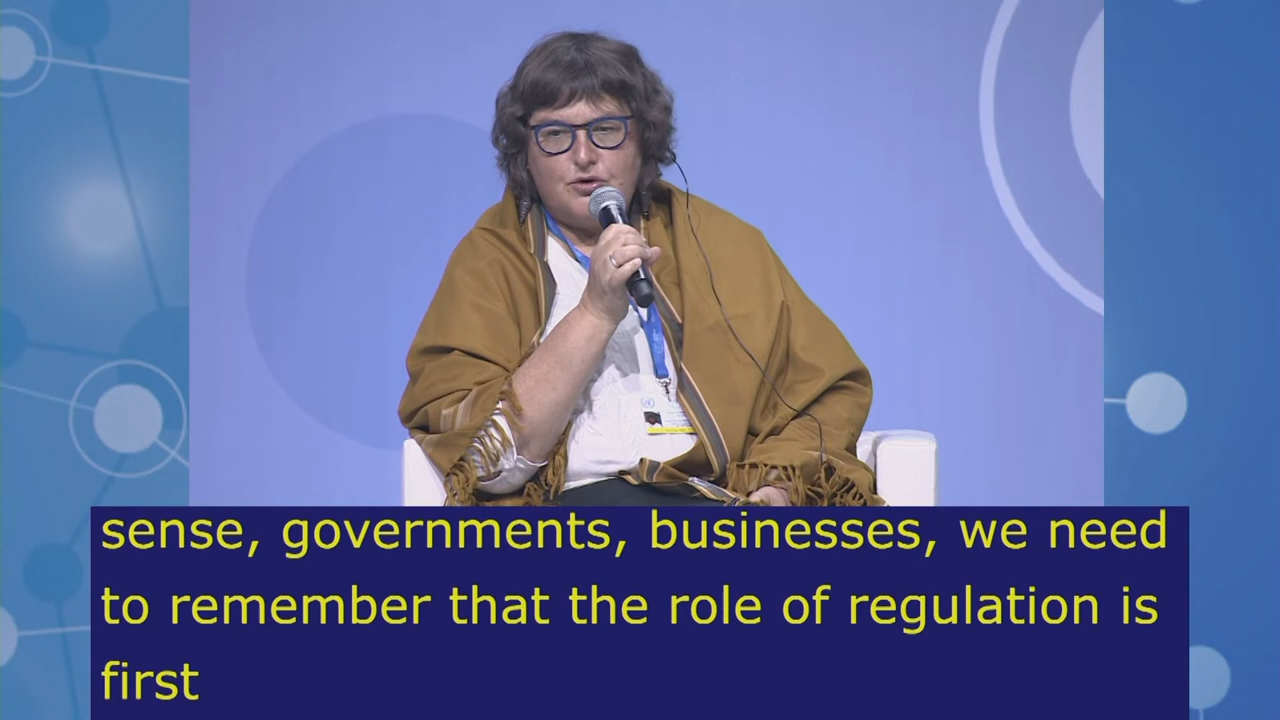 sense, governments, businesses, we need
to remember that the role of regulation is
first